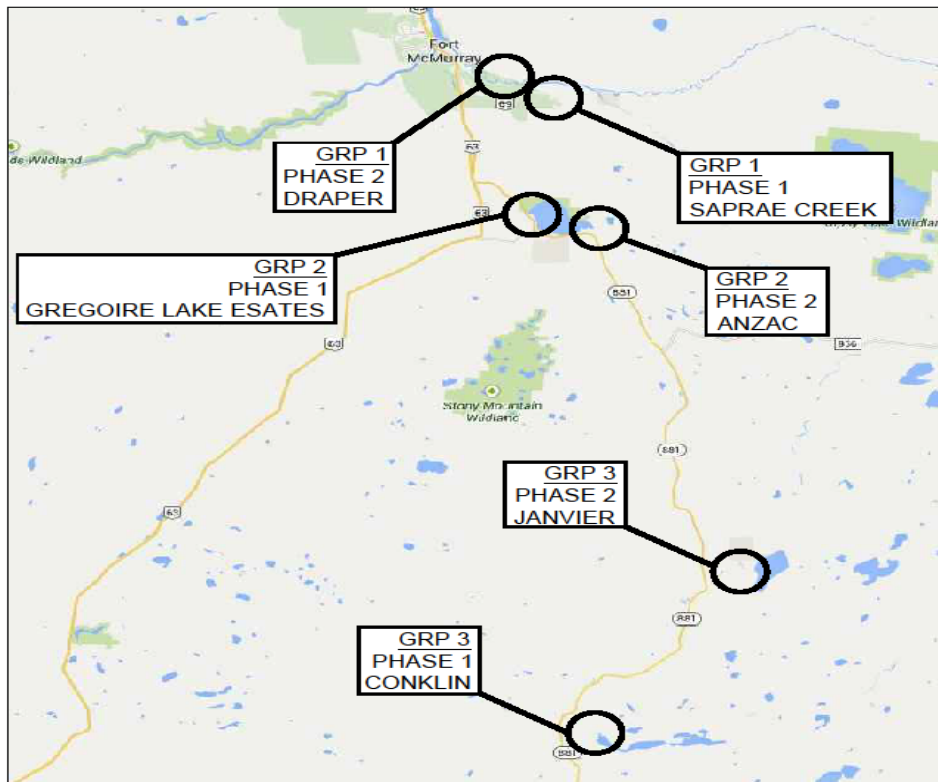 63
Fort
McMurray
69
63
de Wildland
GRP 1
PHASE 2
DRAPER
GRP 1
PHASE 1
SAPRAE CREEK
63
GRP 2
PHASE 1
GREGOIRE LAKE ESATES
GRP 2
PHASE 2
ANZAC
881
63
Stony Mountain
Wildland
881
GRP 3
PHASE 2
JANVIER
63
881
GRP 3
PHASE 1
CONKLIN
881